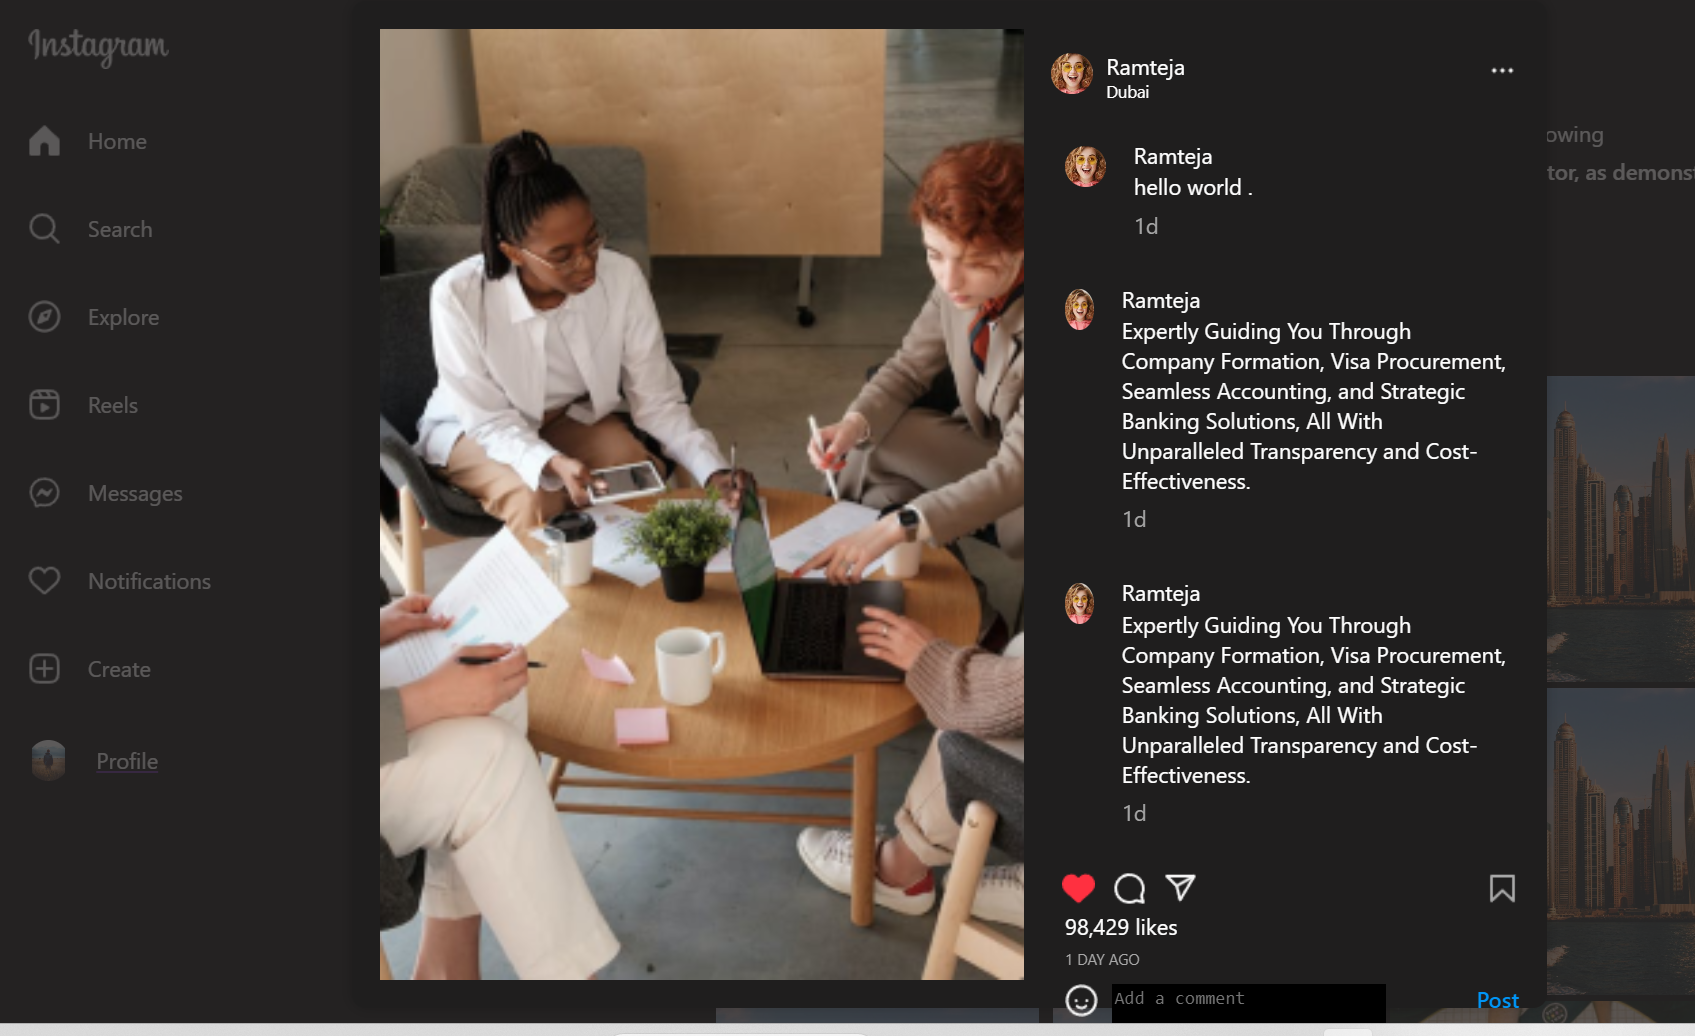 Instagram
Home
Search
Explore
Reels
Messages
Notifications
Create
Profile
Ramteja
Dubai
Ramteja
hello world .
1d
Ramteja
Expertly Guiding You Through
Company Formation, Visa Procurement,
Seamless Accounting, and Strategic
Banking Solutions, All With
Unparalleled Transparency and Cost-
Effectiveness.
1d
Ramteja
Expertly Guiding You Through
Company Formation, Visa Procurement,
Seamless Accounting, and Strategic
Banking Solutions, All With
Unparalleled Transparency and Cost-
Effectiveness.
1d
98,429 likes
1 DAY AGO
Add a comment
Post
owing
tor, as demonst